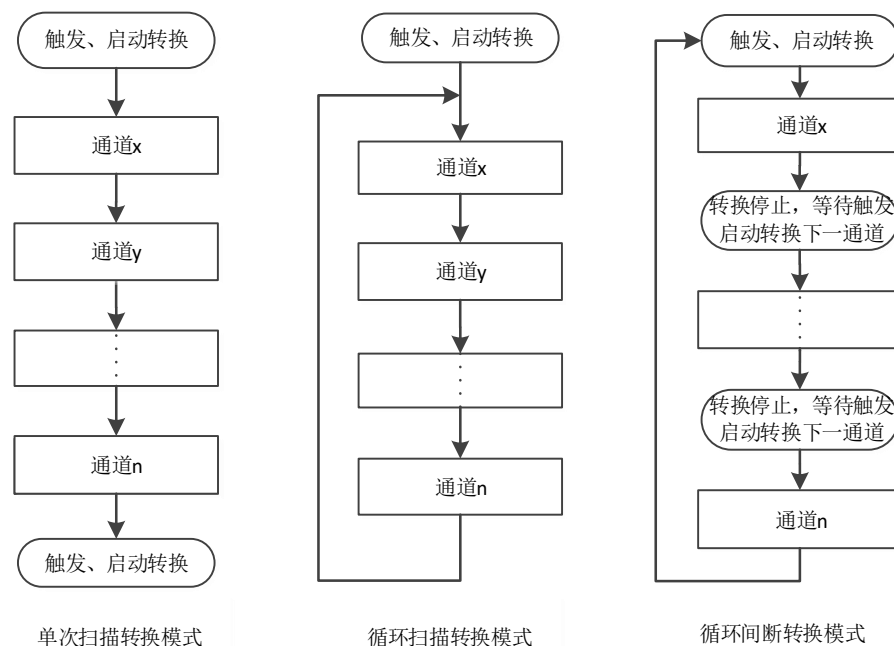 触发、启动转换
通道x
通道y
⋮
通道n
触发、启动转换
单次扫描转换模式
触发、启动转换
通道x
通道y
⋮
通道n
循环扫描转换模式
触发、启动转换
通道x
转换停止，等待触发
启动转换下一通道
⋮
转换停止，等待触发
启动转换下一通道
通道n
循环间断转换模式